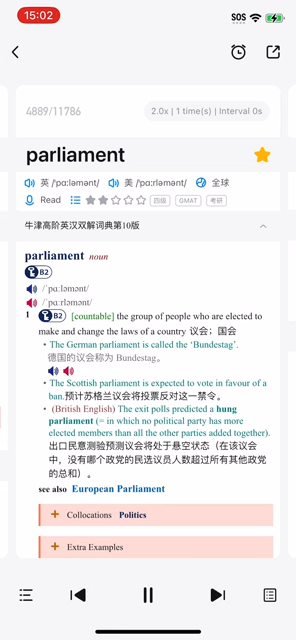 15:02
SOS
4889/11786
2.0x | 1 time(s) | Interval 0s
parliament
英 /'pɑːləmənt/ 美 /'pɑːrləmənt/ 全球
Read 四级 GMAT 考研
牛津高阶英汉双解词典第10版
parliament noun
B2
/ˈpɑːləmənt/
/ˈpɑːrləmənt/
1 B2 [countable] the group of people who are elected to
make and change the laws of a country 议会；国会
• The German parliament is called the ‘Bundestag’.
德国的议会称为 Bundestag。
• The Scottish parliament is expected to vote in favour of a
ban.预计苏格兰议会将投票反对这一禁令。
• (British English) The exit polls predicted a hung
parliament (= in which no political party has more
elected members than all the other parties added together).
出口民意测验预测议会将处于悬空状态（在该议会
中，没有哪个政党的民选议员人数超过所有其他政党
的总和）。
see also European Parliament
+ Collocations Politics
+ Extra Examples